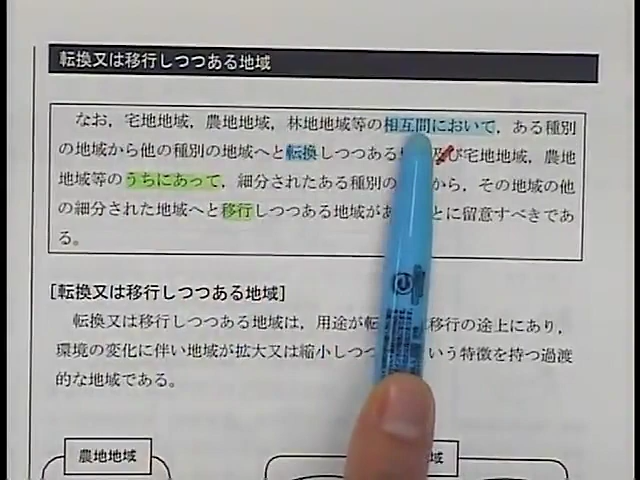 転換又は移行しつつある地域
なお，宅地地域，農地地域，林地地域等の相互間において，ある種別
の地域から他の種別の地域へと転換しつつある 及び宅地地域，農地
地域等のうちにあって，細分されたある種別の から，その地域の他
の細分された地域へと移行しつつある地域があ とに留意すべきであ
る。
［転換又は移行しつつある地域］
転換又は移行しつつある地域は，用途が転 移行の途上にあり，
環境の変化に伴い地域が拡大又は縮小しつつ いう特徴を持つ過渡
的な地域である。
農地地域 域